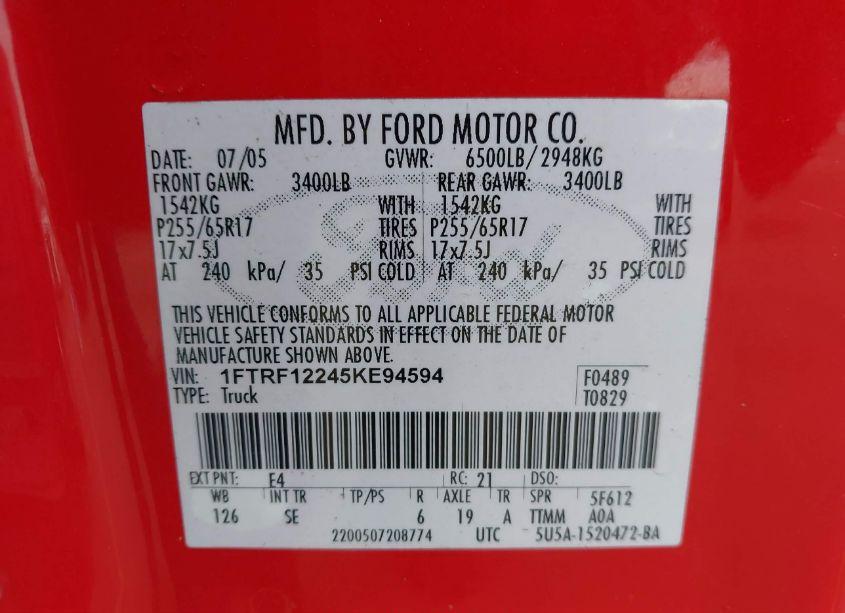 MFD. BY FORD MOTOR CO.
DATE: 07/05 GVWR: 6500LB/2948KG
FRONT GAWR: 3400LB REAR GAWR: 3400LB
1542KG WITH 1542KG WITH
P255/65R17 TIRES P255/65R17 TIRES
17x7.5J RIMS 17x7.5J RIMS
AT 240 kPa/ 35 PSI COLD AT 240 kPa/ 35 PSI COLD
Ford
THIS VEHICLE CONFORMS TO ALL APPLICABLE FEDERAL MOTOR
VEHICLE SAFETY STANDARDS IN EFFECT ON THE DATE OF
MANUFACTURE SHOWN ABOVE.
VIN: 1FTRF12245KE94594 F0489
TYPE: Truck T0829
EXT PNT: E4 RC: 21 DSO:
WB INT TR TP/PS R AXLE TR SPR 5F612
126 SE 6 19 A TTMM A0A
2200507208774 UTC 5U5A-1520472-BA